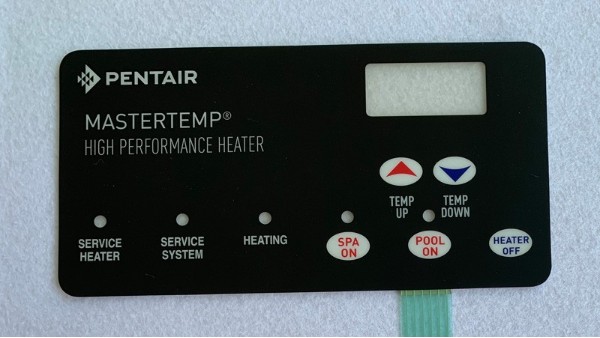 PENTAIR
MASTERTEMP®
HIGH PERFORMANCE HEATER
TEMP
UP
TEMP
DOWN
SERVICE
HEATER
SERVICE
SYSTEM
HEATING
SPA
ON
POOL
ON
HEATER
OFF